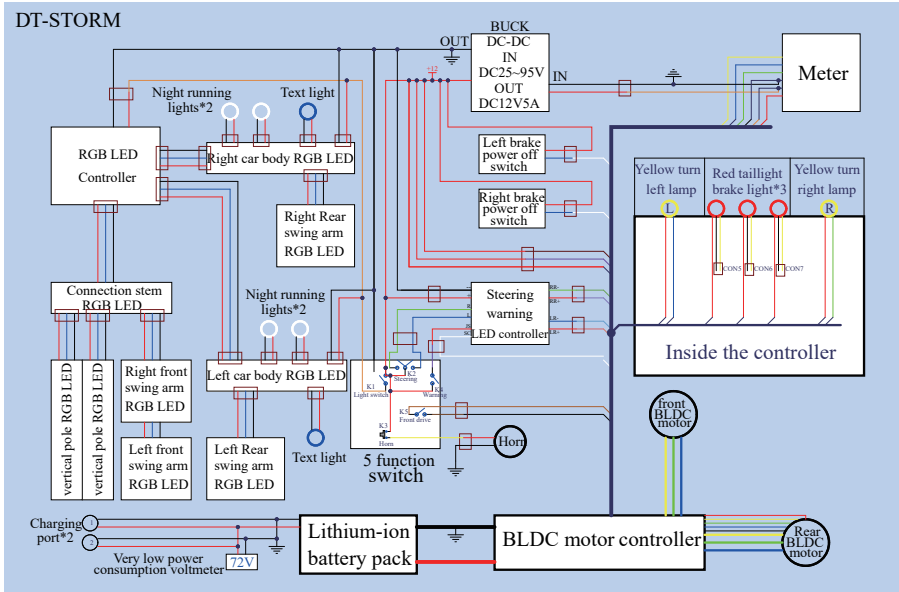 DT-STORM
BUCK
OUT
DC-DC
IN
DC25~95V
OUT
DC12V5A
IN
Meter
+12
Night running
lights*2
Text light
RGB LED
Controller
Right car body RGB LED
Right Rear
swing arm
RGB LED
Left brake
power off
switch
Right brake
power off
switch
Yellow turn
left lamp
Red taillight
brake light*3
Yellow turn
right lamp
L
R
CON5
CON6
CON7
Inside the controller
Connection stem
RGB LED
Night running
lights*2
Steering
warning
LED controller
RR-
RR+
LR-
LR+
-
+
R
L
SC
vertical pole RGB LED
vertical pole RGB LED
Right front
swing arm
RGB LED
Left front
swing arm
RGB LED
Left car body RGB LED
Left Rear
swing arm
RGB LED
Text light
K1
Light switch
K2
Steering
K4
Warning
K5
Front drive
K3
Horn
5 function
switch
Horn
front
BLDC
motor
Charging
port*2
1
2
Very low power
consumption voltmeter
72V
Lithium-ion
battery pack
BLDC motor controller
Rear
BLDC
motor